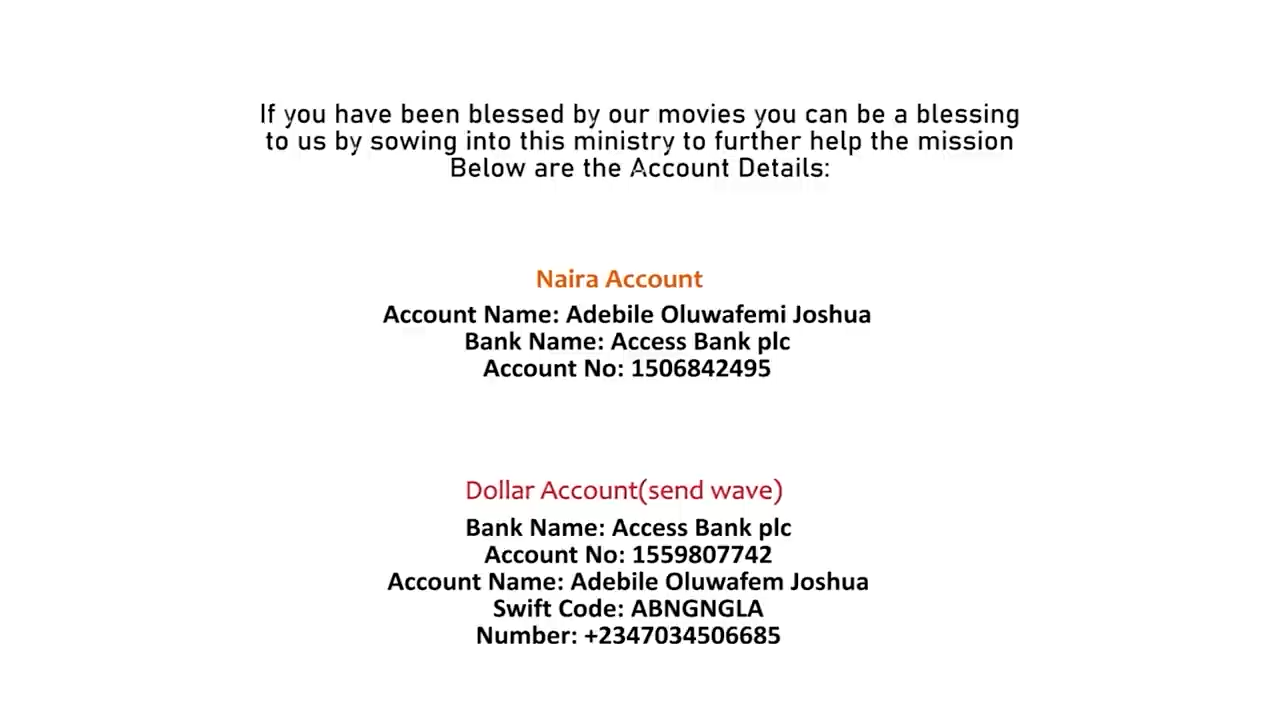 If you have been blessed by our movies you can be a blessing
to us by sowing into this ministry to further help the mission
Below are the Account Details:
Naira Account
Account Name: Adebile Oluwafemi Joshua
Bank Name: Access Bank plc
Account No: 1506842495
Dollar Account(send wave)
Bank Name: Access Bank plc
Account No: 1559807742
Account Name: Adebile Oluwafem Joshua
Swift Code: ABNGNGLA
Number: +2347034506685